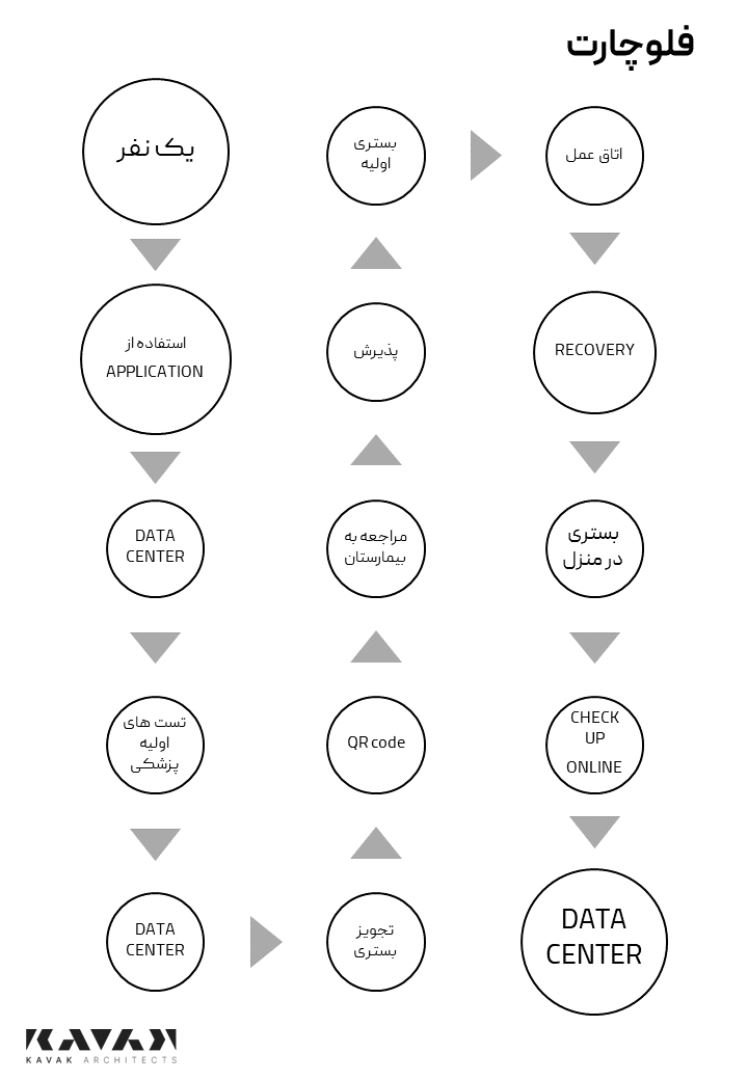 فلوچارت
یک نفر
استفاده از
APPLICATION
DATA
CENTER
تست های
اولیه
پزشکی
DATA
CENTER
تجویز
بستری
QR code
مراجعه به
بیمارستان
پذیرش
بستری
اولیه
اتاق عمل
RECOVERY
بستری
در منزل
CHECK
UP
ONLINE
DATA
CENTER
KAVAK
KAVAK ARCHITECTS